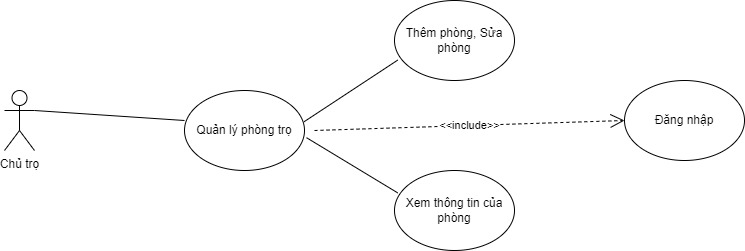 Thêm phòng, Sửa
phòng
Quản lý phòng trọ
<<include>>
Đăng nhập
Chủ trọ
Xem thông tin của
phòng